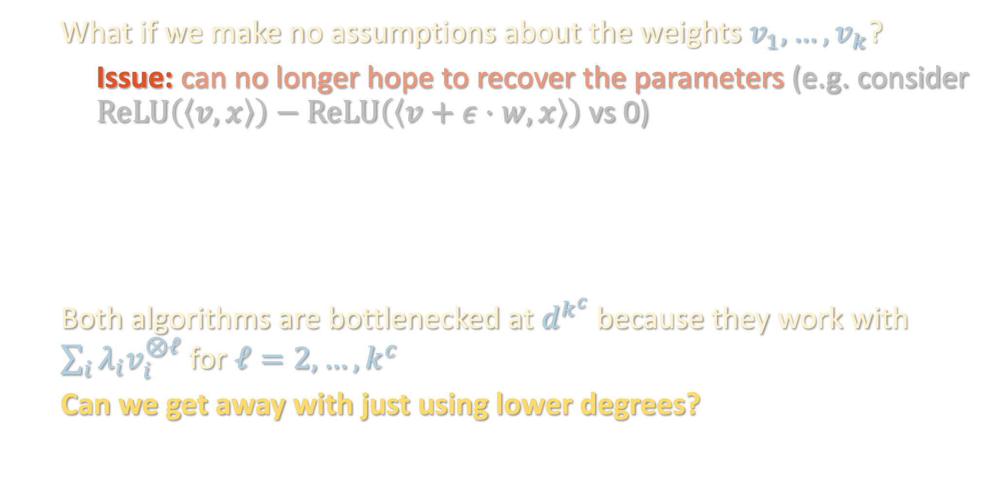 What if we make no assumptions about the weights $v_1, \ldots, v_k$?
Issue: can no longer hope to recover the parameters (e.g. consider
$\mathrm{ReLU}(\langle v, x \rangle) - \mathrm{ReLU}(\langle v + \epsilon \cdot w, x \rangle)$ vs 0)
Both algorithms are bottlenecked at $d^{k^c}$ because they work with
$\sum_i \lambda_i v_i^{\otimes \ell}$ for $\ell = 2, \ldots, k^c$
Can we get away with just using lower degrees?